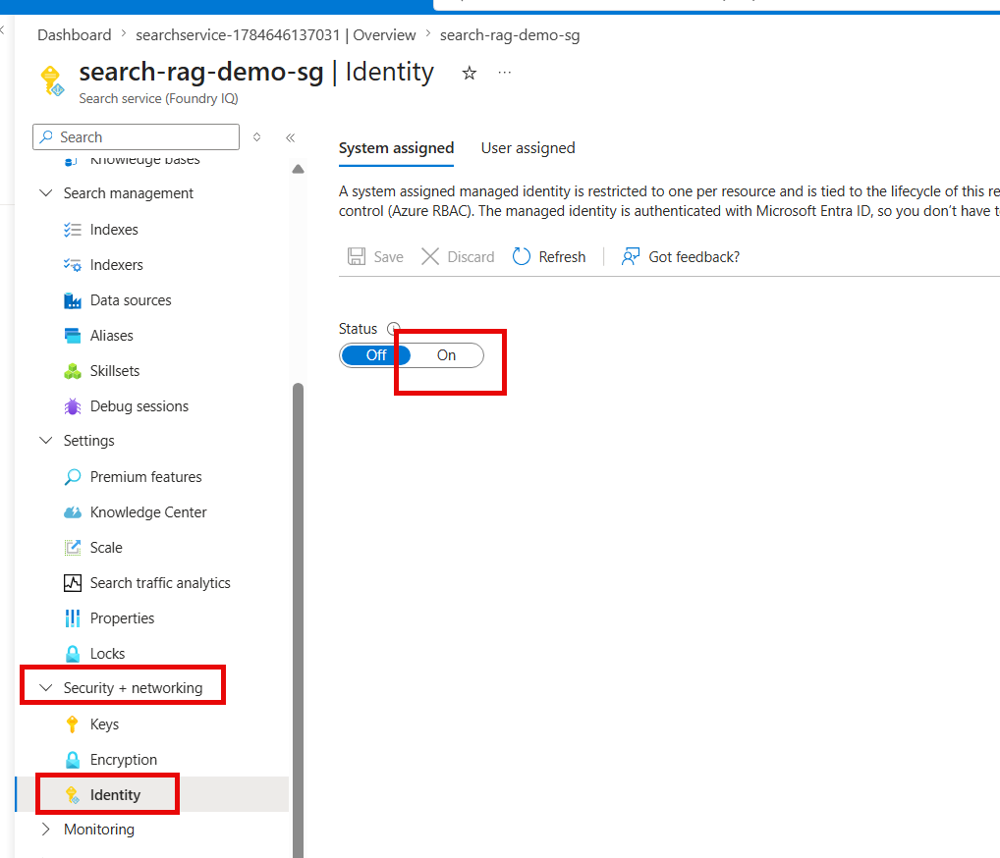 Dashboard > searchservice-1784646137031 | Overview > search-rag-demo-sg
search-rag-demo-sg | Identity
Search service (Foundry IQ)
Search
Knowledge bases
Search management
Indexes
Indexers
Data sources
Aliases
Skillsets
Debug sessions
Settings
Premium features
Knowledge Center
Scale
Search traffic analytics
Properties
Locks
Security + networking
Keys
Encryption
Identity
Monitoring
System assigned User assigned
A system assigned managed identity is restricted to one per resource and is tied to the lifecycle of this re
control (Azure RBAC). The managed identity is authenticated with Microsoft Entra ID, so you don't have t
Save Discard Refresh Got feedback?
Status
Off On